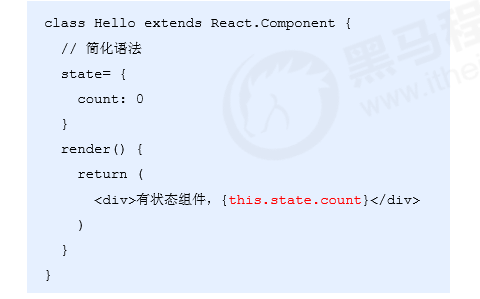 class Hello extends React.Component {
// 简化语法
state= {
count: 0
}
render() {
return (
<div>有状态组件，{this.state.count}</div>
)
}
}
黑马程
www.ithe